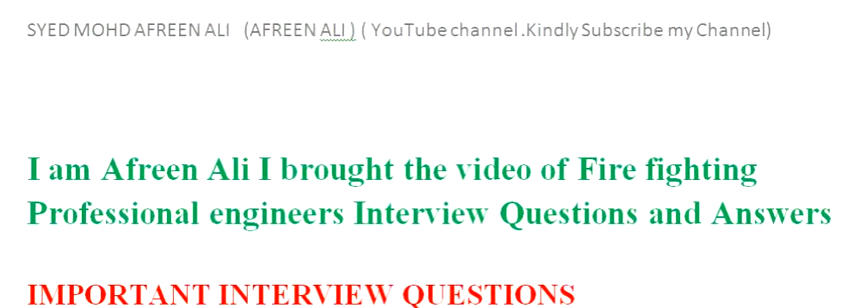 SYED MOHD AFREEN ALI (AFREEN ALI ) ( YouTube channel .Kindly Subscribe my Channel)
I am Afreen Ali I brought the video of Fire fighting
Professional engineers Interview Questions and Answers
IMPORTANT INTERVIEW QUESTIONS